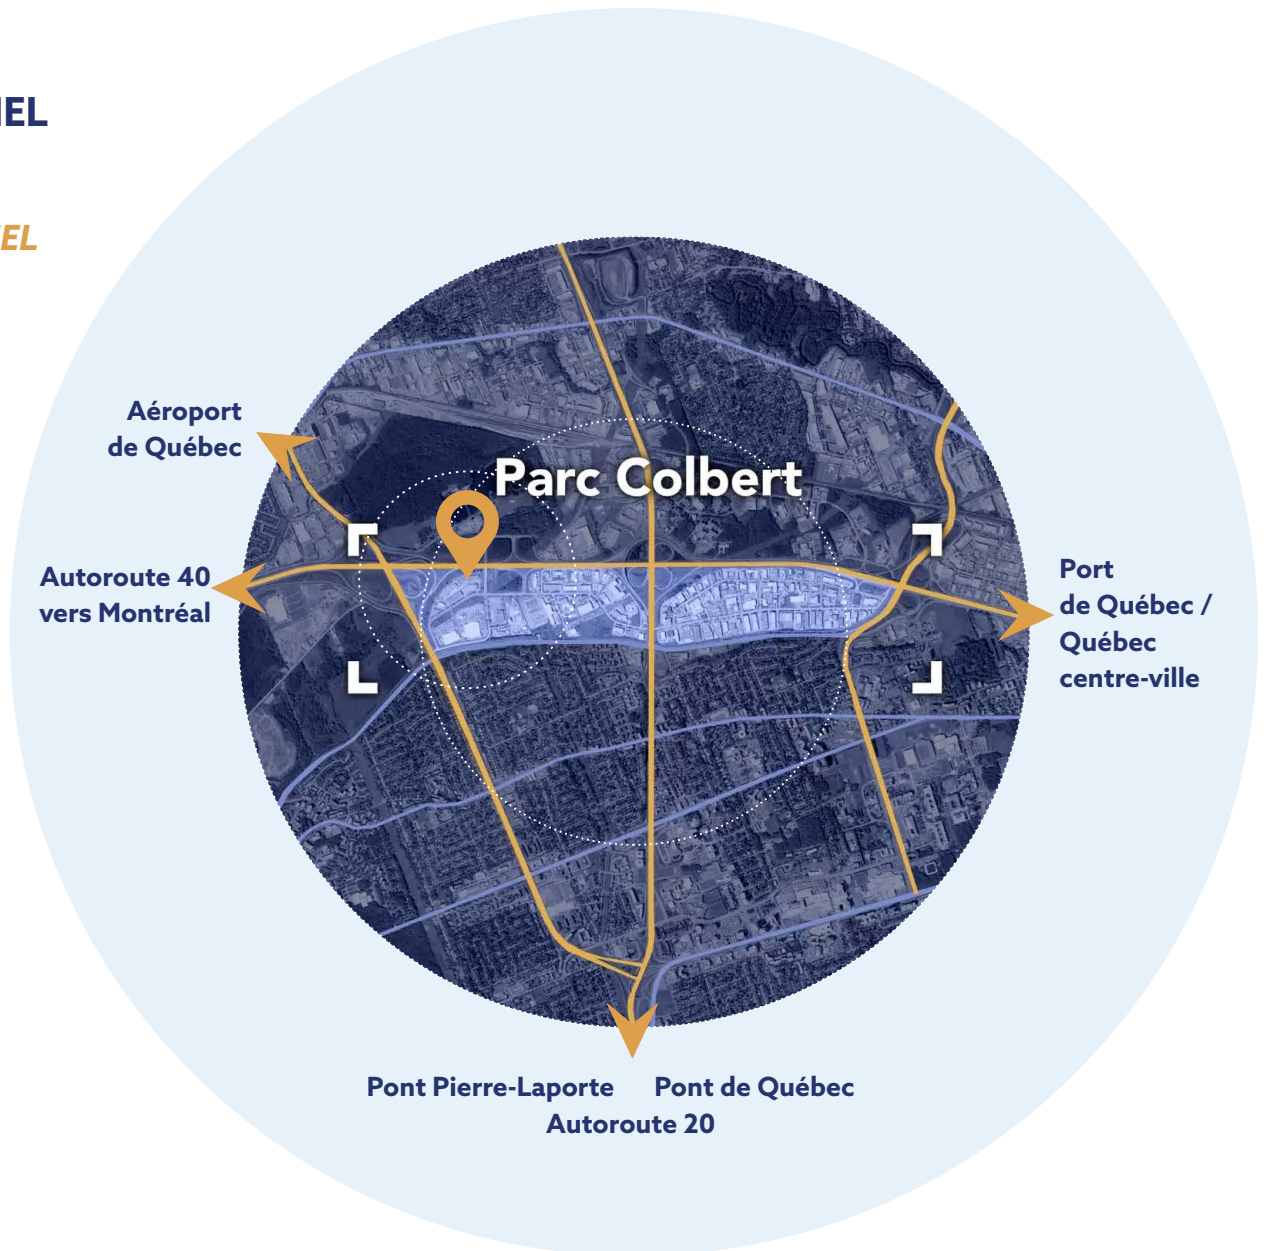 IEL
EL
Aéroport
de Québec
Parc Colbert
Autoroute 40
vers Montréal
Port
de Québec /
Québec
centre-ville
Pont Pierre-Laporte Pont de Québec
Autoroute 20